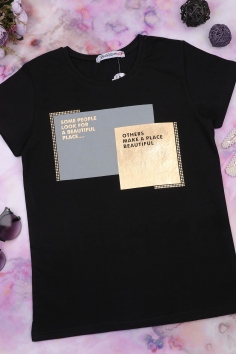 SOME PEOPLE
LOOK FOR
A BEAUTIFUL
PLACE...
OTHERS
MAKE A PLACE
BEAUTIFUL